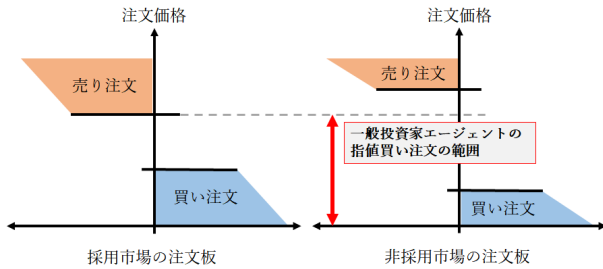 注文価格
注文価格
売り注文
売り注文
一般投資家エージェントの
指値買い注文の範囲
買い注文
買い注文
採用市場の注文板
非採用市場の注文板